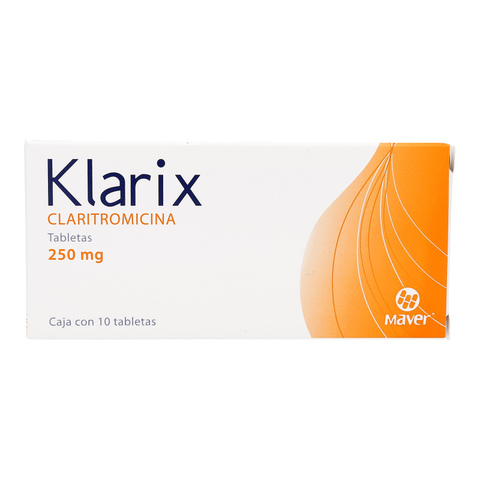 Klarix
CLARITROMICINA
Tabletas
250 mg
Caja con 10 tabletas
Maver